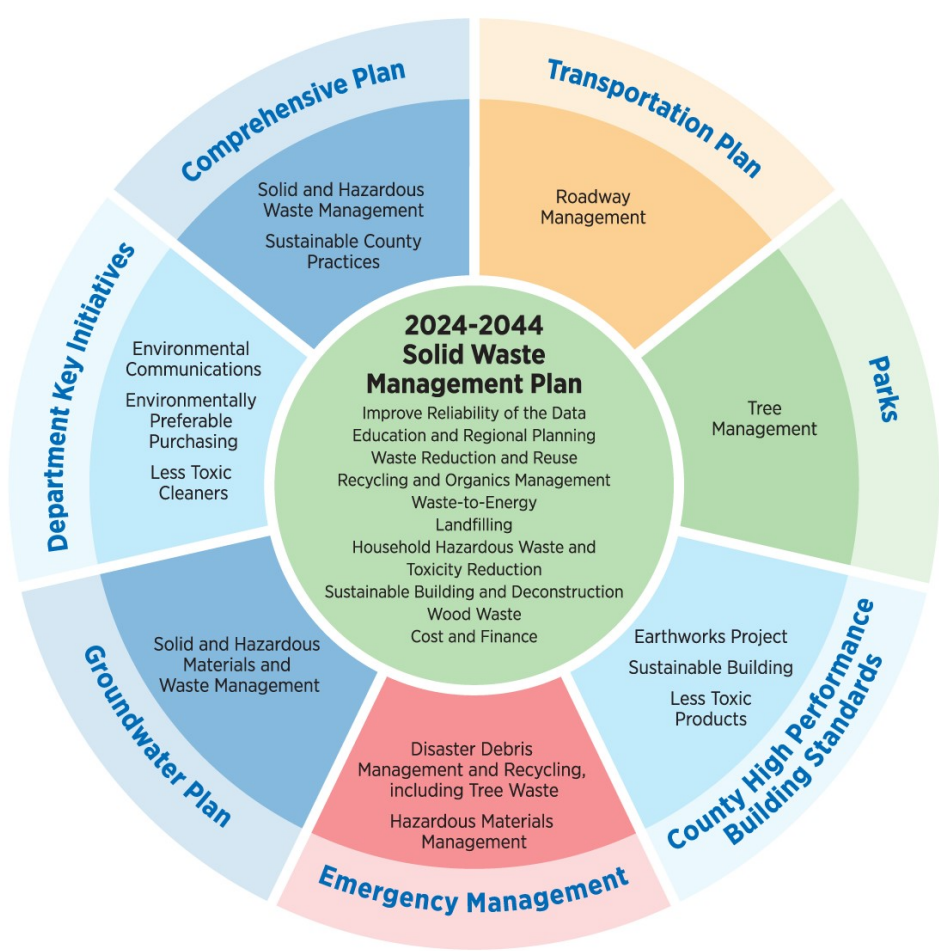 Comprehensive Plan
Solid and Hazardous
Waste Management
Sustainable County
Practices
Transportation Plan
Roadway
Management
Parks
Tree
Management
County High Performance
Building Standards
Earthworks Project
Sustainable Building
Less Toxic
Products
Emergency Management
Disaster Debris
Management and Recycling,
including Tree Waste
Hazardous Materials
Management
Groundwater Plan
Solid and Hazardous
Materials and
Waste Management
Department Key Initiatives
Environmental
Communications
Environmentally
Preferable
Purchasing
Less Toxic
Cleaners
2024-2044
Solid Waste
Management Plan
Improve Reliability of the Data
Education and Regional Planning
Waste Reduction and Reuse
Recycling and Organics Management
Waste-to-Energy
Landfilling
Household Hazardous Waste and
Toxicity Reduction
Sustainable Building and Deconstruction
Wood Waste
Cost and Finance